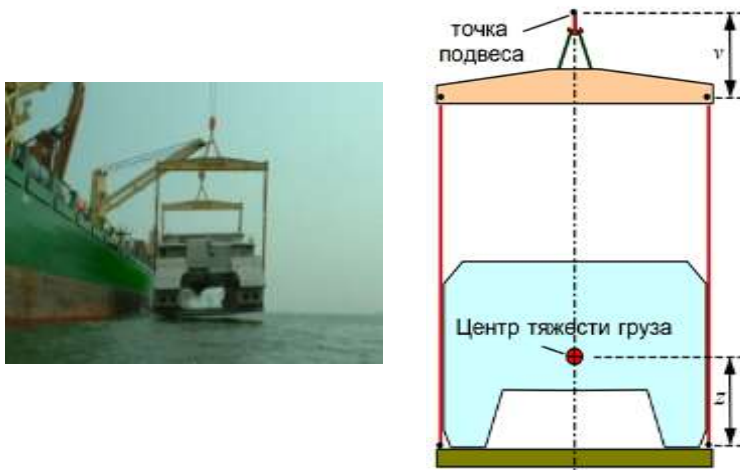 точка
подвеса
v
Центр тяжести груза
z